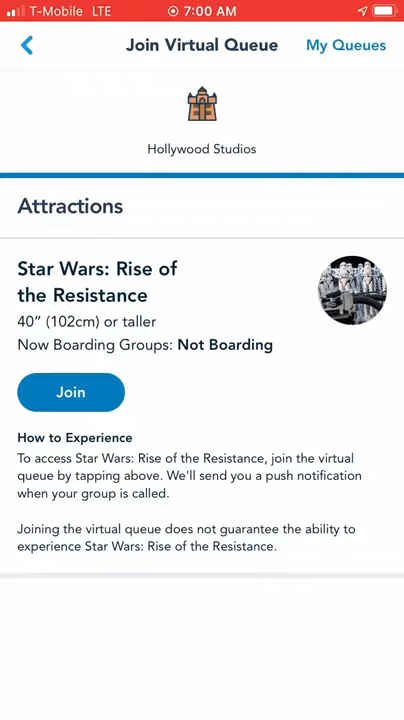 T-Mobile LTE 7:00 AM
Join Virtual Queue My Queues
Hollywood Studios
Attractions
Star Wars: Rise of
the Resistance
40” (102cm) or taller
Now Boarding Groups: Not Boarding
Join
How to Experience
To access Star Wars: Rise of the Resistance, join the virtual
queue by tapping above. We'll send you a push notification
when your group is called.
Joining the virtual queue does not guarantee the ability to
experience Star Wars: Rise of the Resistance.